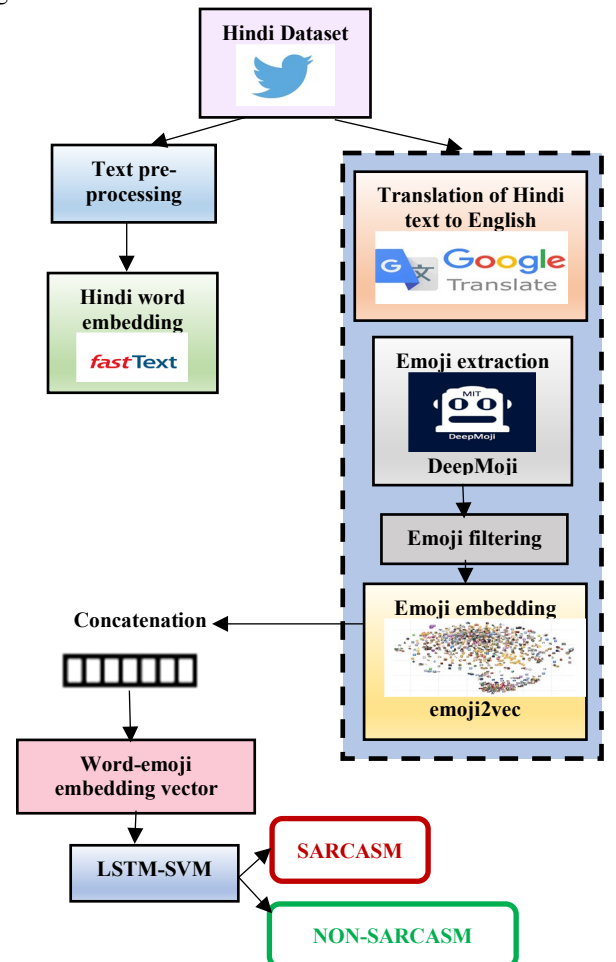 Hindi Dataset
Text pre-
processing
Hindi word
embedding
fastText
Translation of Hindi
text to English
G 文
Google
Translate
Emoji extraction
MIT
DeepMoji
DeepMoji
Emoji filtering
Emoji embedding
emoji2vec
Concatenation
Word-emoji
embedding vector
LSTM-SVM
SARCASM
NON-SARCASM